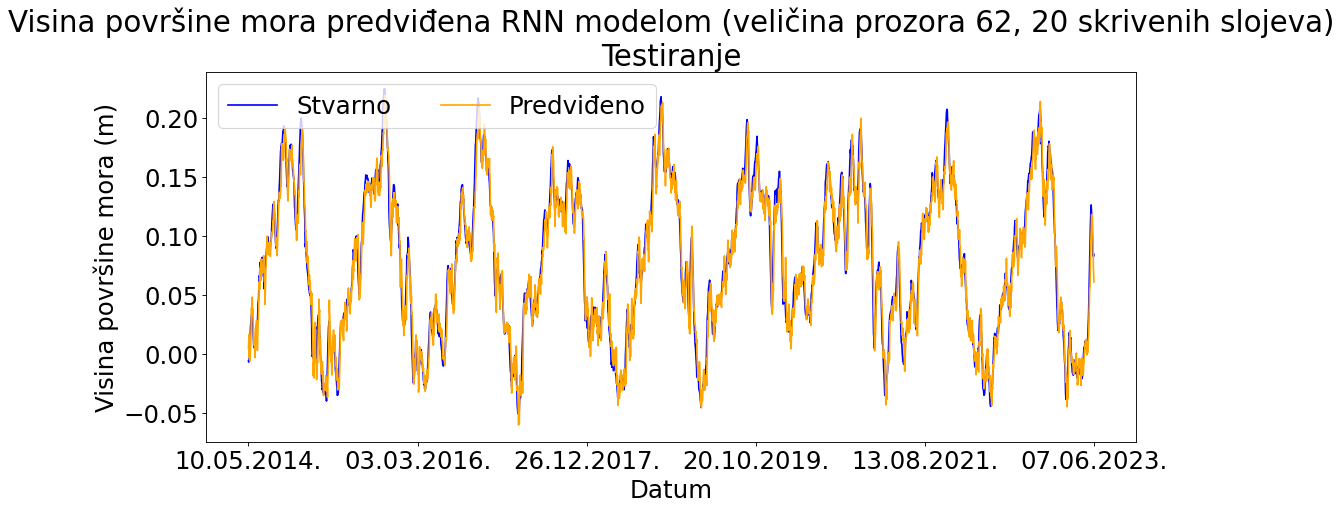 Visina površine mora predviđena RNN modelom (veličina prozora 62, 20 skrivenih slojeva)
Testiranje
Stvarno
Predviđeno
Visina površine mora (m)
0.20
0.15
0.10
0.05
0.00
−0.05
10.05.2014.
03.03.2016.
26.12.2017.
20.10.2019.
13.08.2021.
07.06.2023.
Datum